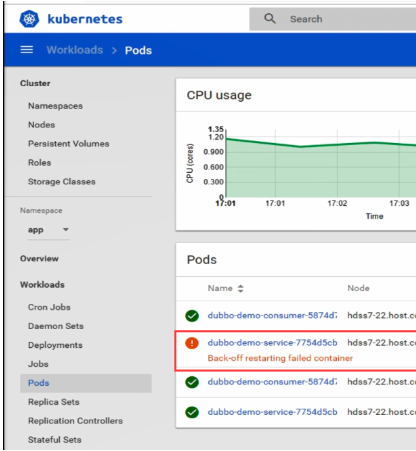 kubernetes
Search
Workloads > Pods
Cluster
Namespaces
Nodes
Persistent Volumes
Roles
Storage Classes
Namespace
app
Overview
Workloads
Cron Jobs
Daemon Sets
Deployments
Jobs
Pods
Replica Sets
Replication Controllers
Stateful Sets
CPU usage
CPU (cores)
1.35
1.20
0.900
0.600
0.300
0
17:01 17:01 17:02 17:03
Time
Pods
Name Node
dubbo-demo-consumer-5874d7 hdss7-22.host.co
dubbo-demo-service-7754d5cb hdss7-22.host.co
Back-off restarting failed container
dubbo-demo-consumer-5874d7 hdss7-22.host.co
dubbo-demo-service-7754d5cb hdss7-22.host.co